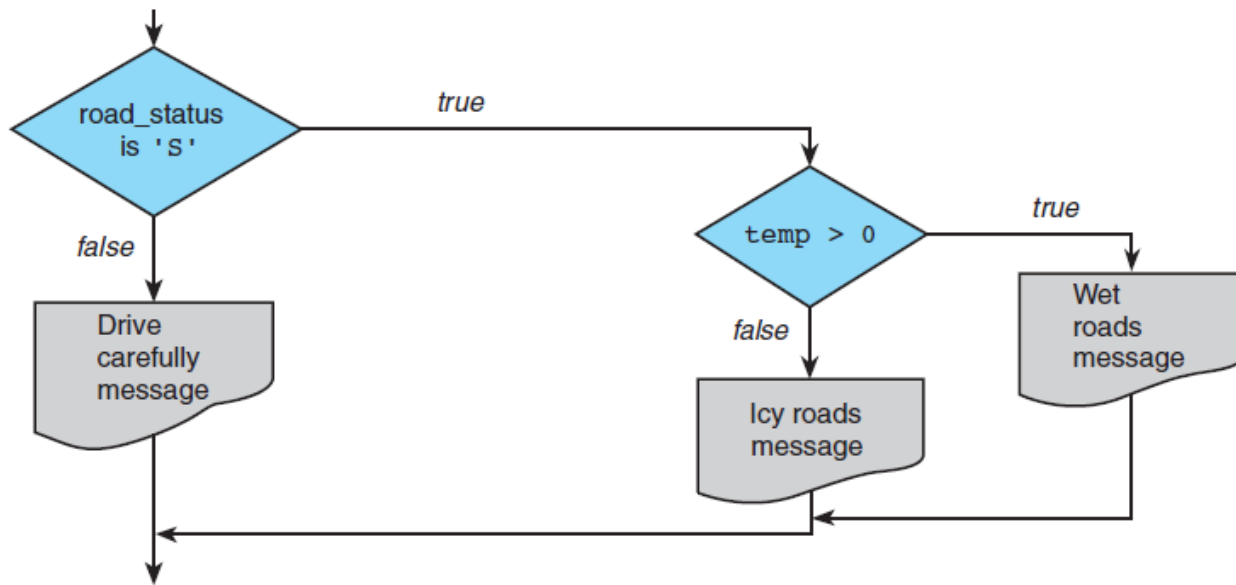 road_status
is 'S'
true
false
Drive
carefully
message
temp > 0
true
false
Wet
roads
message
Icy roads
message